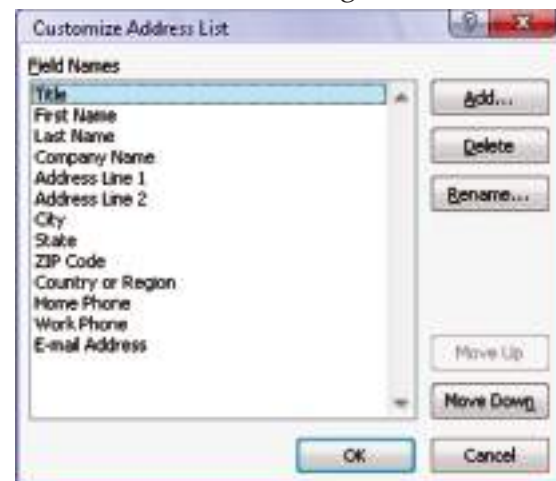 Customize Address List
Field Names
Title
First Name
Last Name
Company Name
Address Line 1
Address Line 2
City
State
ZIP Code
Country or Region
Home Phone
Work Phone
E-mail Address
Add...
Delete
Rename...
Move Up
Move Down
OK
Cancel